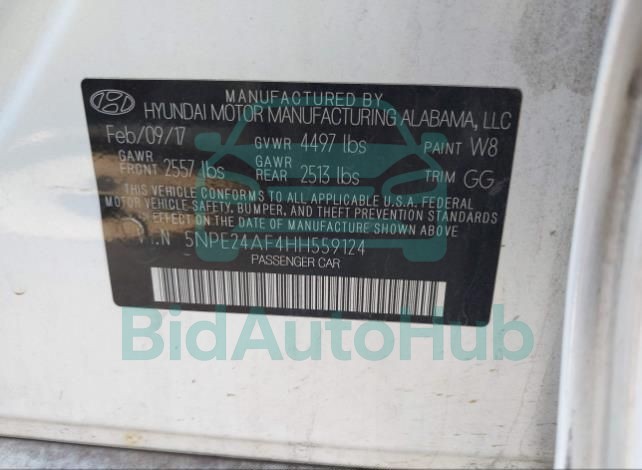 MANUFACTURED BY
HYUNDAI MOTOR MANUFACTURING ALABAMA, LLC
Feb/09/17 GVWR 4497 lbs PAINT W8
GAWR FRONT 2557 lbs GAWR REAR 2513 lbs TRIM GG
THIS VEHICLE CONFORMS TO ALL APPLICABLE U.S.A. FEDERAL
MOTOR VEHICLE SAFETY, BUMPER, AND THEFT PREVENTION
STANDARDS IN EFFECT ON THE DATE OF MANUFACTURE
5NPE24AF4HH559124
PASSENGER CAR
BidAutoHub